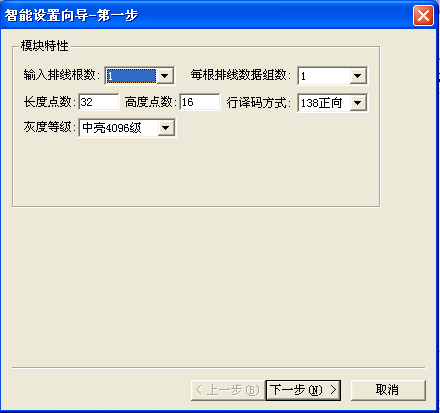 智能设置向导-第一步
模块特性
输入排线根数: 1 每根排线数据组数: 1
长度点数: 32 高度点数: 16 行译码方式: 138正向
灰度等级: 中亮4096级
< 上一步(B) 下一步(N) > 取消